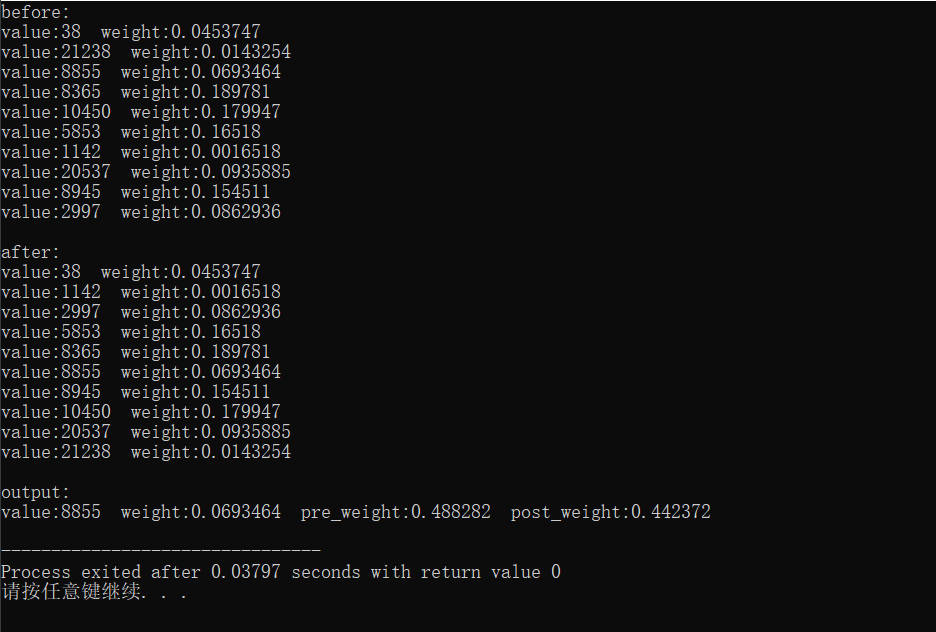 before:
value:38  weight:0.0453747
value:21238  weight:0.0143254
value:8855  weight:0.0693464
value:8365  weight:0.189781
value:10450  weight:0.179947
value:5853  weight:0.16518
value:1142  weight:0.0016518
value:20537  weight:0.0935885
value:8945  weight:0.154511
value:2997  weight:0.0862936

after:
value:38  weight:0.0453747
value:1142  weight:0.0016518
value:2997  weight:0.0862936
value:5853  weight:0.16518
value:8365  weight:0.189781
value:8855  weight:0.0693464
value:8945  weight:0.154511
value:10450  weight:0.179947
value:20537  weight:0.0935885
value:21238  weight:0.0143254

output:
value:8855  weight:0.0693464  pre_weight:0.488282  post_weight:0.442372

--------------------------------
Process exited after 0.03797 seconds with return value 0
请按任意键继续. . .